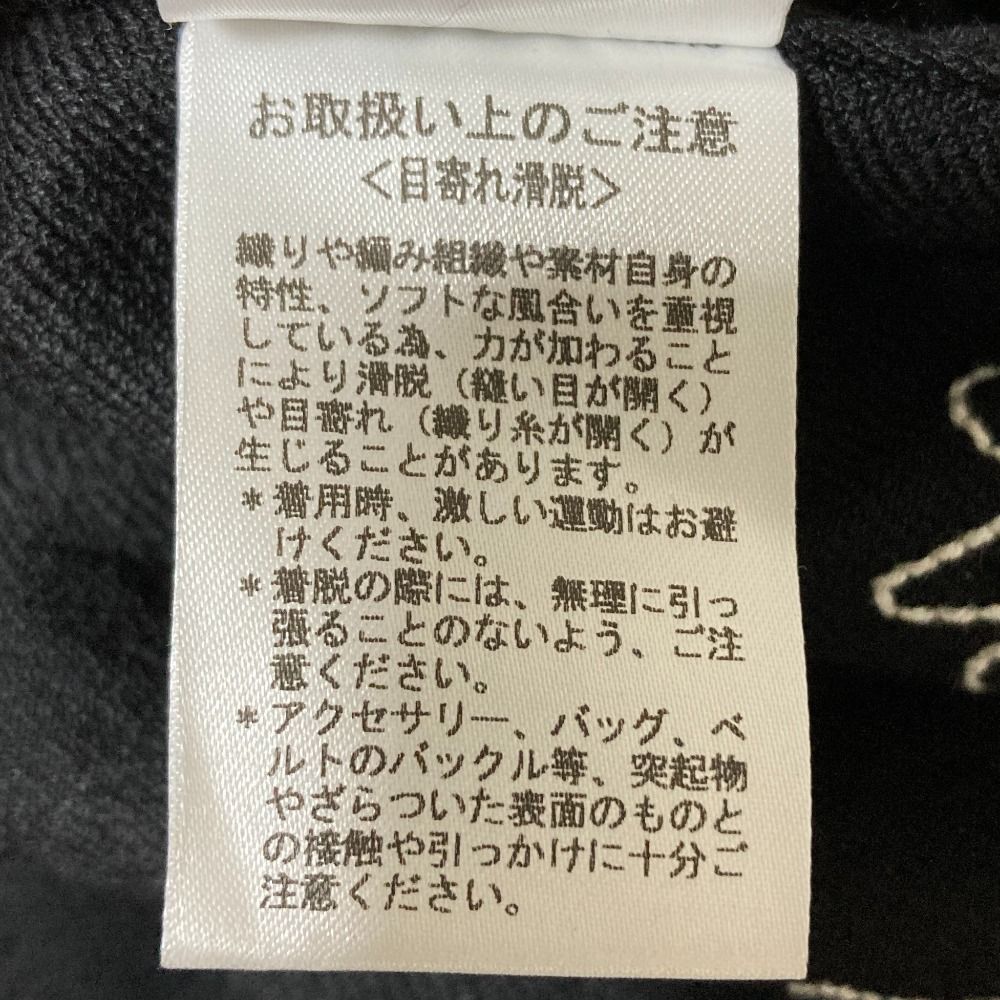 お取扱い上のご注意
＜目寄れ滑脱＞
織りや編み組織や素材自身の
特性、ソフトな風合いを重視
している為、力が加わること
により滑脱（縫い目が開く）
や目寄れ（織り糸が開く）が
生じることがあります。
＊着用時、激しい運動はお避
けください。
＊着脱の際には、無理に引っ
張ることのないよう、ご注
意ください。
＊アクセサリー、バッグ、ベ
ルトのバックル等、突起物
やざらついた表面のものと
の接触や引っかけに十分ご
注意ください。